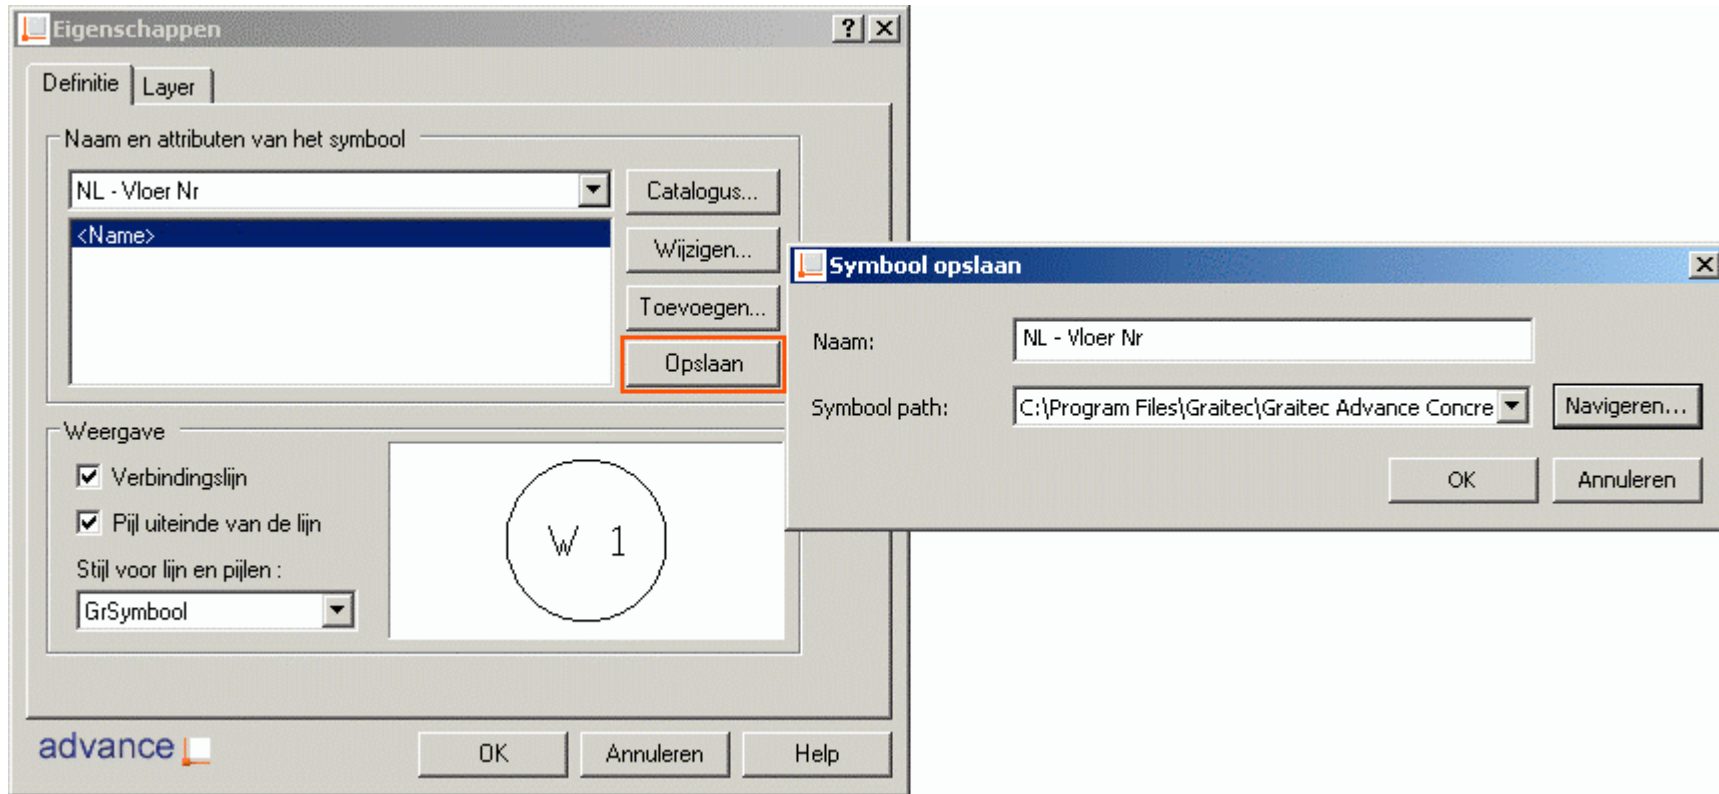 Eigenschappen
Definitie
Layer
Naam en attributen van het symbool
NL - Vloer Nr
Catalogus...
<Name>
Wijzigen...
Toevoegen...
Opslaan
Weergave
Verbindingslijn
Pijl uiteinde van de lijn
Stijl voor lijn en pijlen :
GrSymbool
W 1
advance
OK
Annuleren
Help
Symbool opslaan
Naam:
NL - Vloer Nr
Symbool path:
C:\Program Files\Graitec\Graitec Advance Concre
Navigeren...
OK
Annuleren